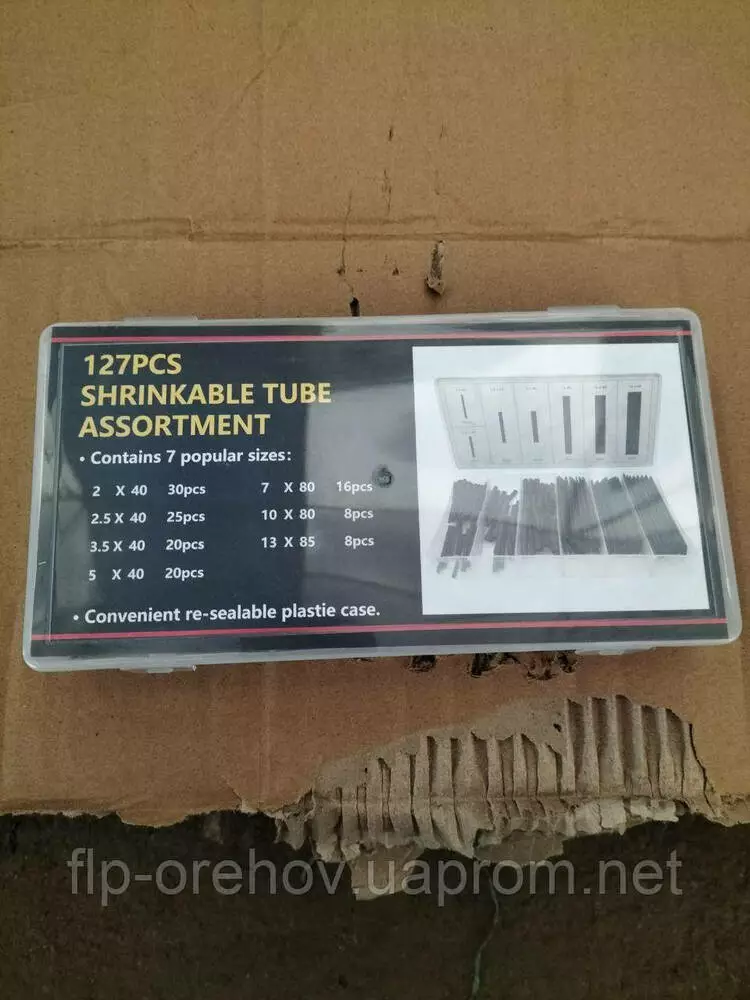 127PCS
SHRINKABLE TUBE
ASSORTMENT
• Contains 7 popular sizes:
2 X 40 30pcs
2.5 X 40 25pcs
3.5 X 40 20pcs
5 X 40 20pcs
7 X 80 16pcs
10 X 80 8pcs
13 X 85 8pcs
• Convenient re-sealable plastie case.
flp-orehov.uaprom.net